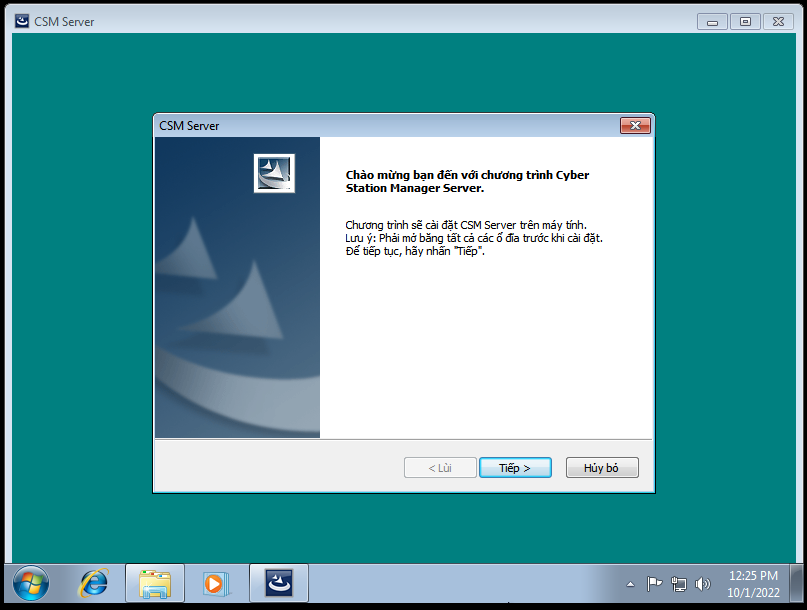 CSM Server
CSM Server
Chào mừng bạn đến với chương trình Cyber
Station Manager Server.
Chương trình sẽ cài đặt CSM Server trên máy tính.
Lưu ý: Phải mở băng tất cả các ổ đĩa trước khi cài đặt.
Để tiếp tục, hãy nhấn "Tiếp".
< Lùi
Tiếp >
Hủy bỏ
12:25 PM
10/1/2022